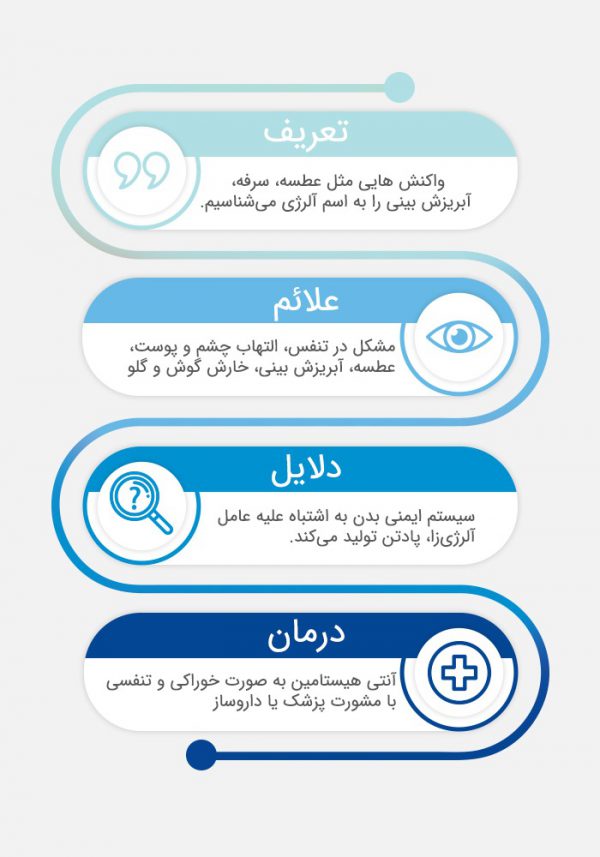 تعریف
واکنش هایی مثل عطسه، سرفه،
آبریزش بینی را به اسم آلرژی می‌شناسیم.
علائم
مشکل در تنفس، التهاب چشم و پوست،
عطسه، آبریزش بینی، خارش گوش و گلو
دلایل
سیستم ایمنی بدن به اشتباه علیه عامل
آلرژی‌زا، پادتن تولید می‌کند.
درمان
آنتی هیستامین به صورت خوراکی و تنفسی
با مشورت پزشک یا داروساز